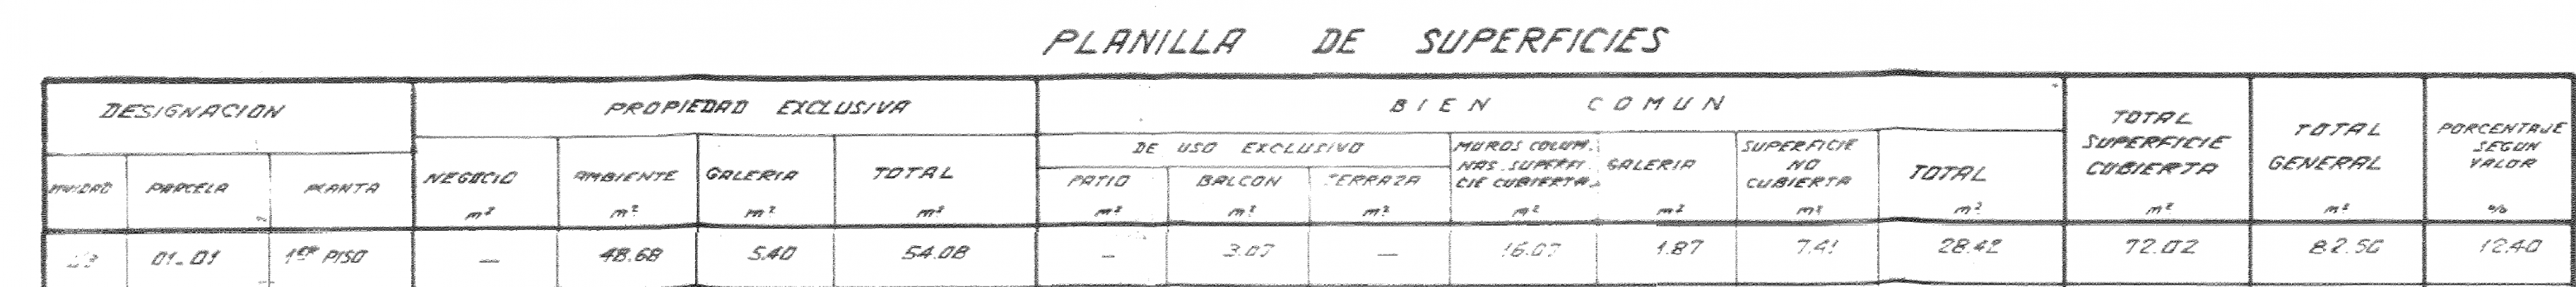 PLANILLA DE SUPERFICIES
DESIGNACION PROPIEDAD EXCLUSIVA BIEN COMUN TOTAL SUPERFICIE CUBIERTA TOTAL GENERAL PORCENTAJE SEGUN VALOR
DE USO EXCLUSIVO MUROS COLUM. NAS. SUPERFI. CIE CUBIERTA. GALERIA SUPERFICIE NO CUBIERTA TOTAL
UNIDAD PARCELA PLANTA NEGOCIO AMBIENTE GALERIA TOTAL PATIO BALCON TERRAZA
m² m² m² m² m² m² m² m² m² m² m² m² m² %
01-01 1er PISO — 48.68 5.40 54.08 — 3.07 — 16.07 1.87 7.41 28.42 72.02 82.50 12.40